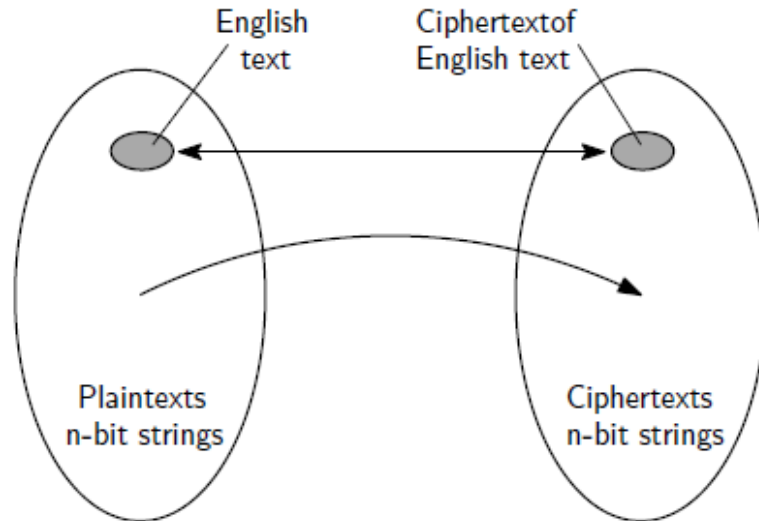 English
text
Ciphertextof
English text
Plaintexts
n-bit strings
Ciphertexts
n-bit strings